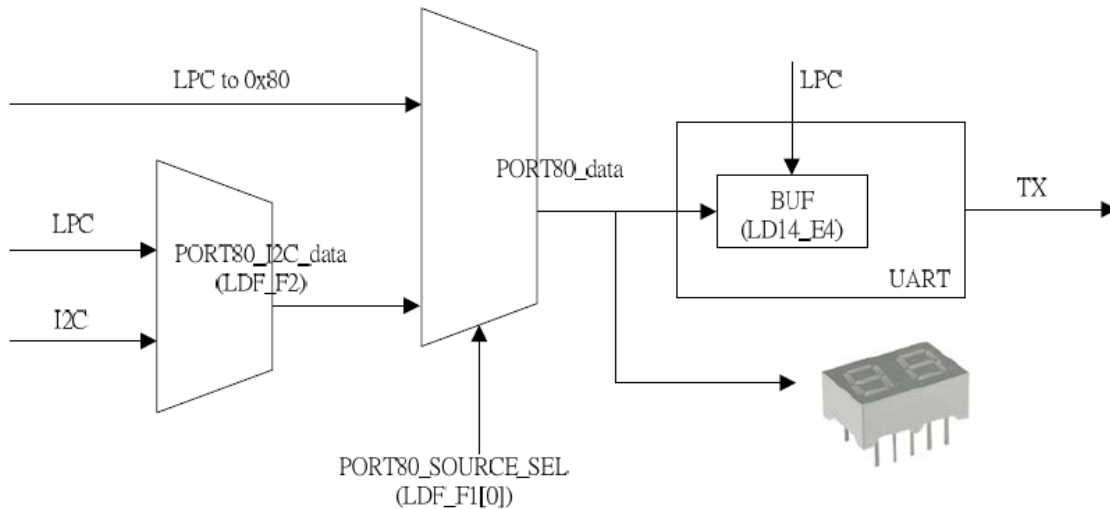 LPC to 0x80
LPC
PORT80_data
BUF
(LD14_E4)
TX
LPC
PORT80_I2C_data
(LDF_F2)
UART
I2C
PORT80_SOURCE_SEL
(LDF_F1[0])